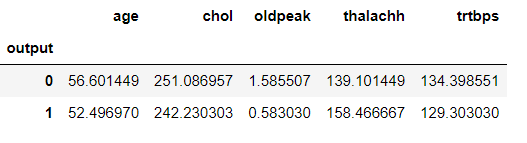 age chol oldpeak thalachh trtbps
output
0 56.601449 251.086957 1.585507 139.101449 134.398551
1 52.496970 242.230303 0.583030 158.466667 129.303030